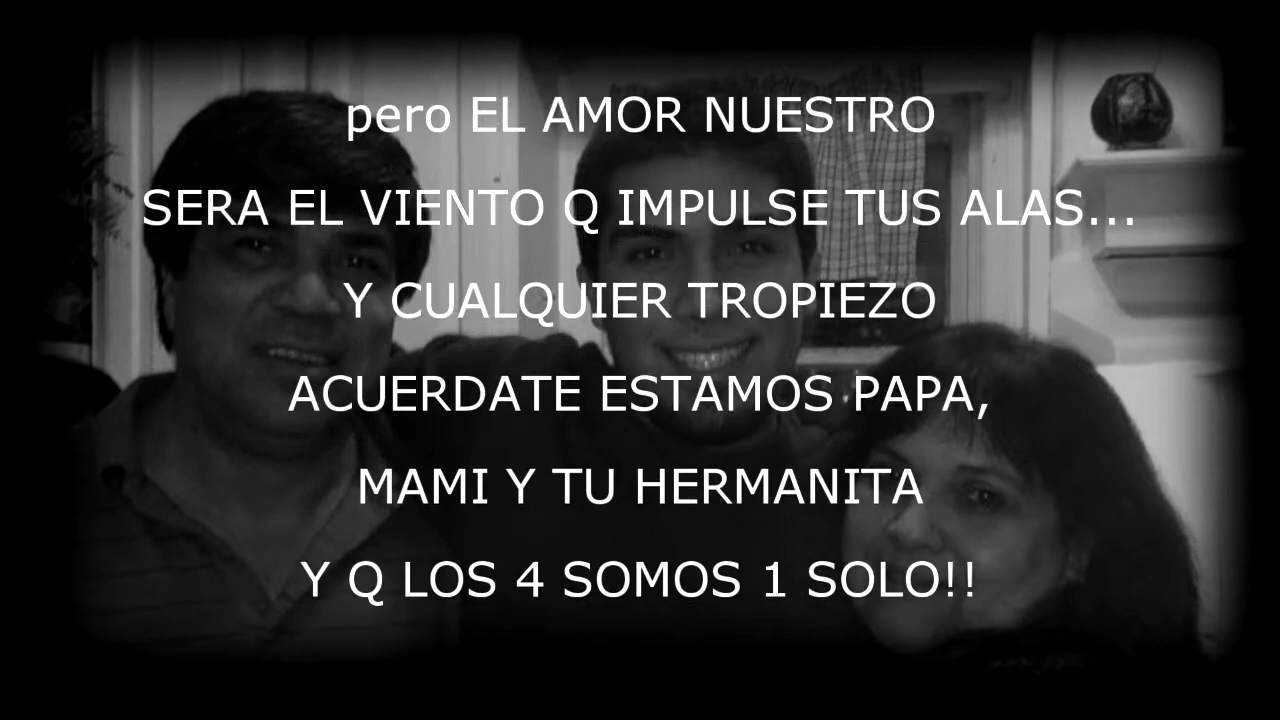 pero EL AMOR NUESTRO
SERA EL VIENTO Q IMPULSE TUS ALAS...
Y CUALQUIER TROPIEZO
ACUERDATE ESTAMOS PAPA,
MAMI Y TU HERMANITA
Y Q LOS 4 SOMOS 1 SOLO!!